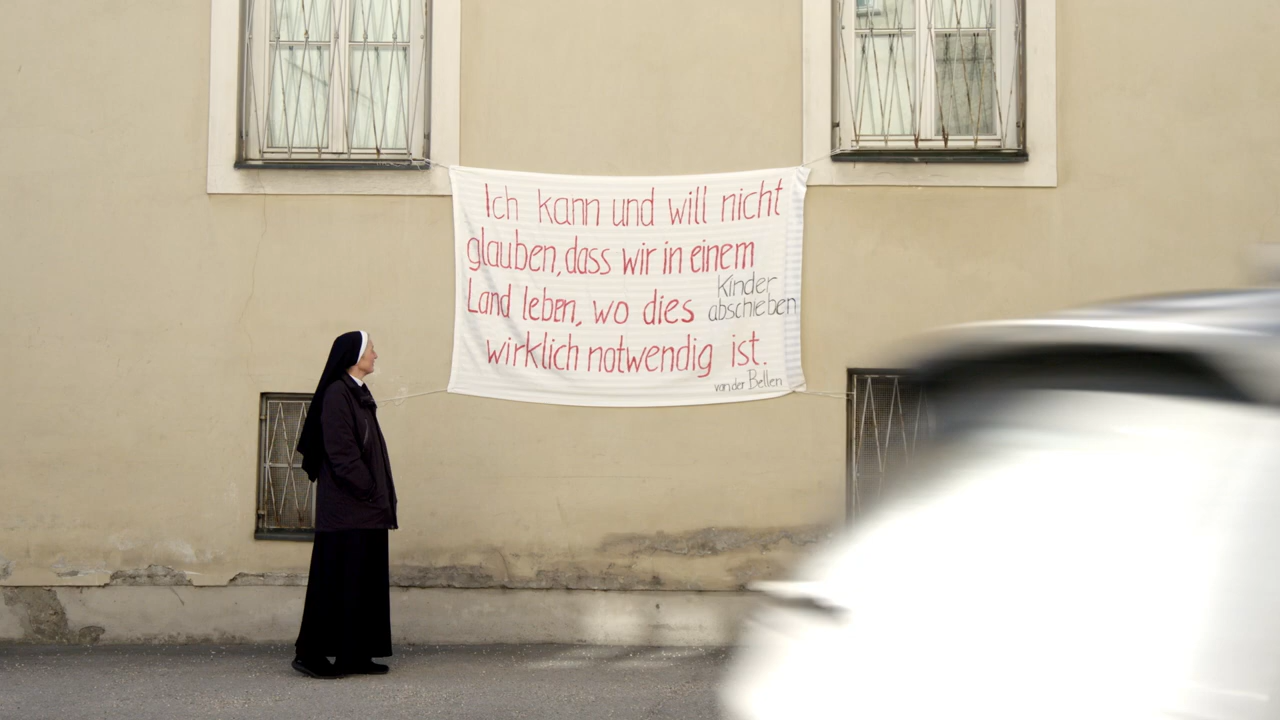 Ich kann und will nicht
glauben, dass wir in einem
Land leben, wo dies Kinder abschieben
wirklich notwendig ist.
van der Bellen